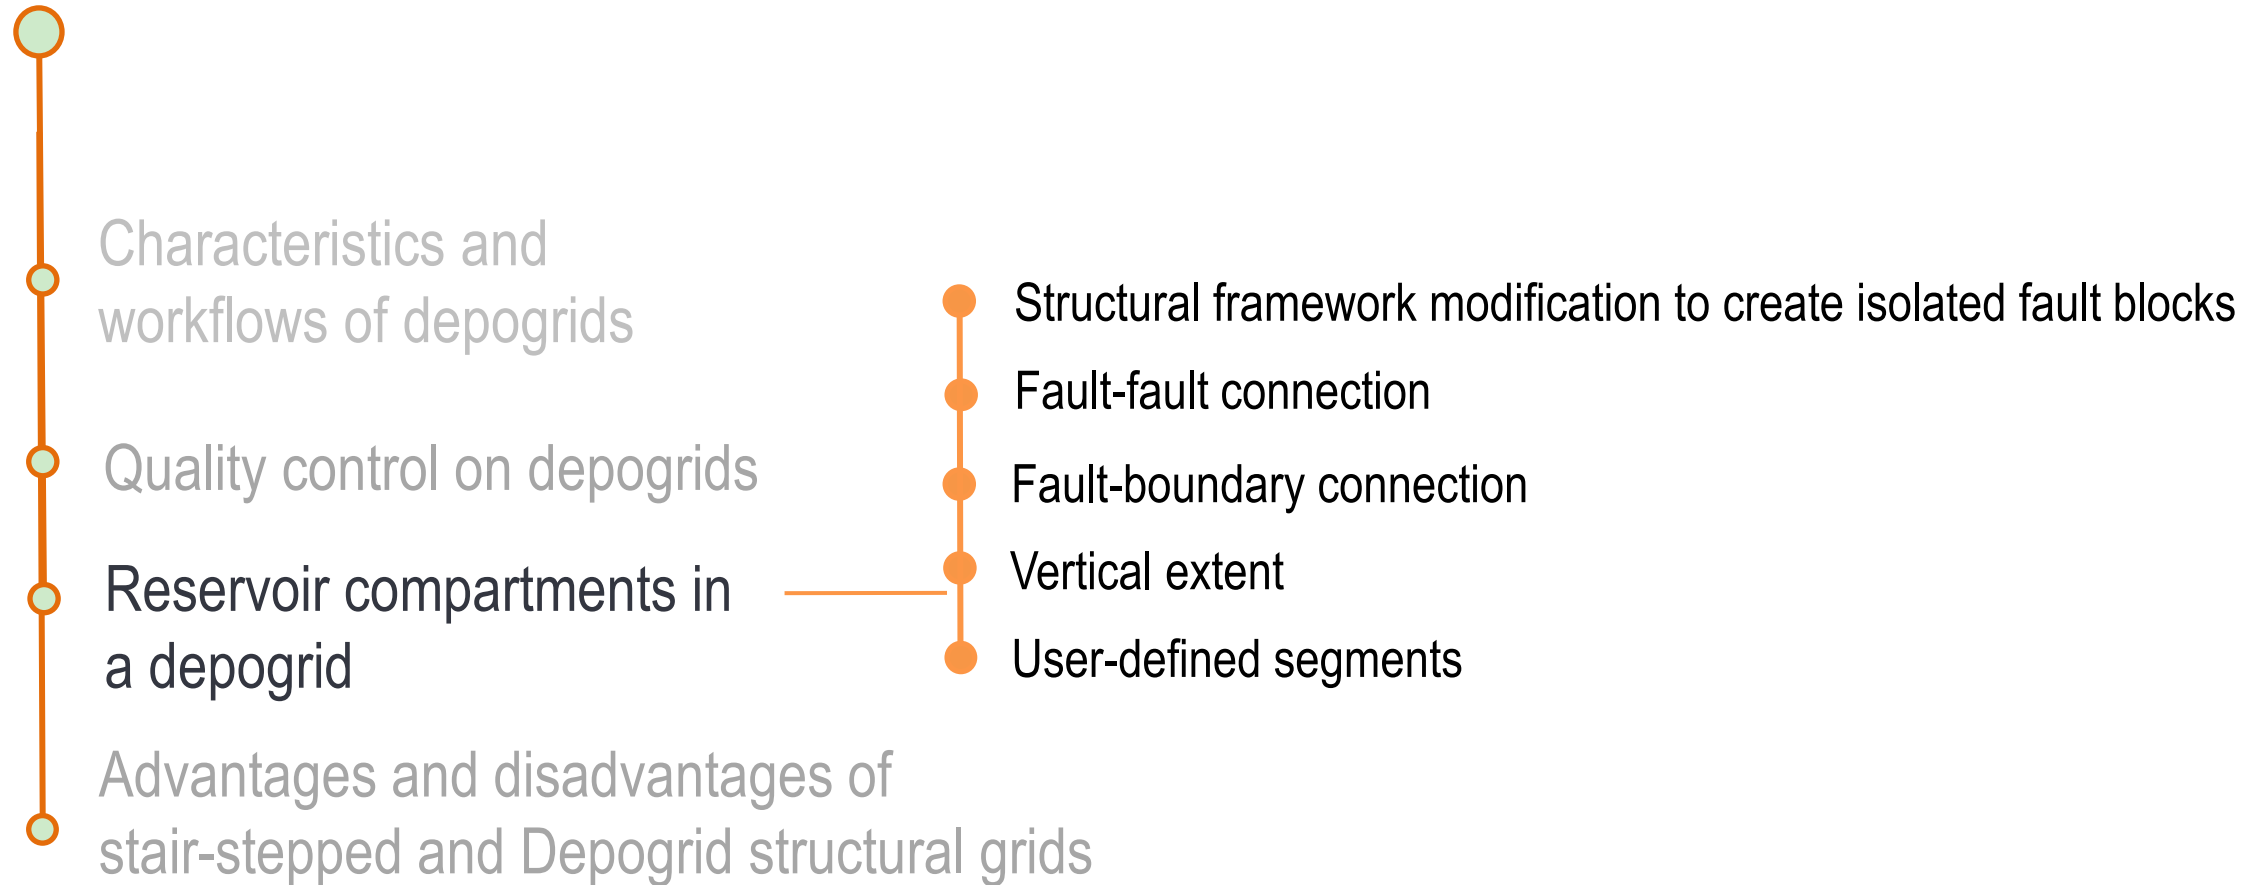 Characteristics and
workflows of depogrids
Quality control on depogrids
Reservoir compartments in
a depogrid
Advantages and disadvantages of
stair-stepped and Depogrid structural grids
Structural framework modification to create isolated fault blocks
Fault-fault connection
Fault-boundary connection
Vertical extent
User-defined segments